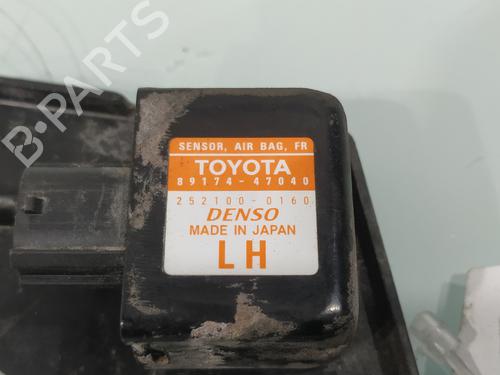 B-PARTS
SENSOR, AIR BAG, FR
TOYOTA
89174-47040
252100-0160
DENSO
MADE IN JAPAN
LH